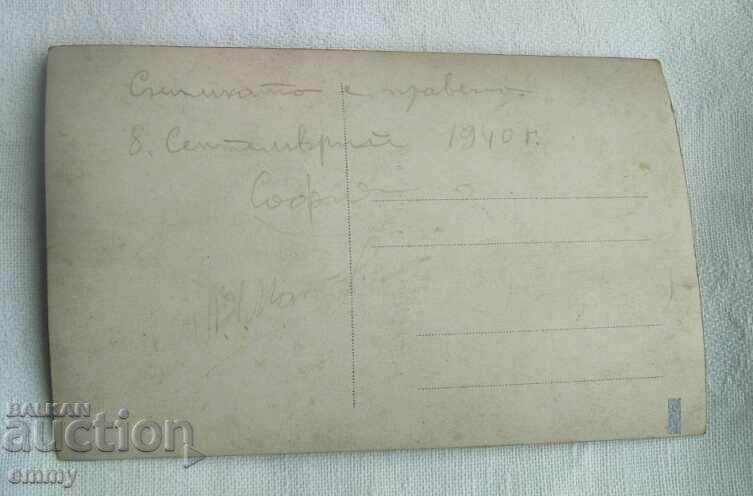 Снимката е правена
8. Септемврий 1940 г.
София
BALKAN
auction
emmy